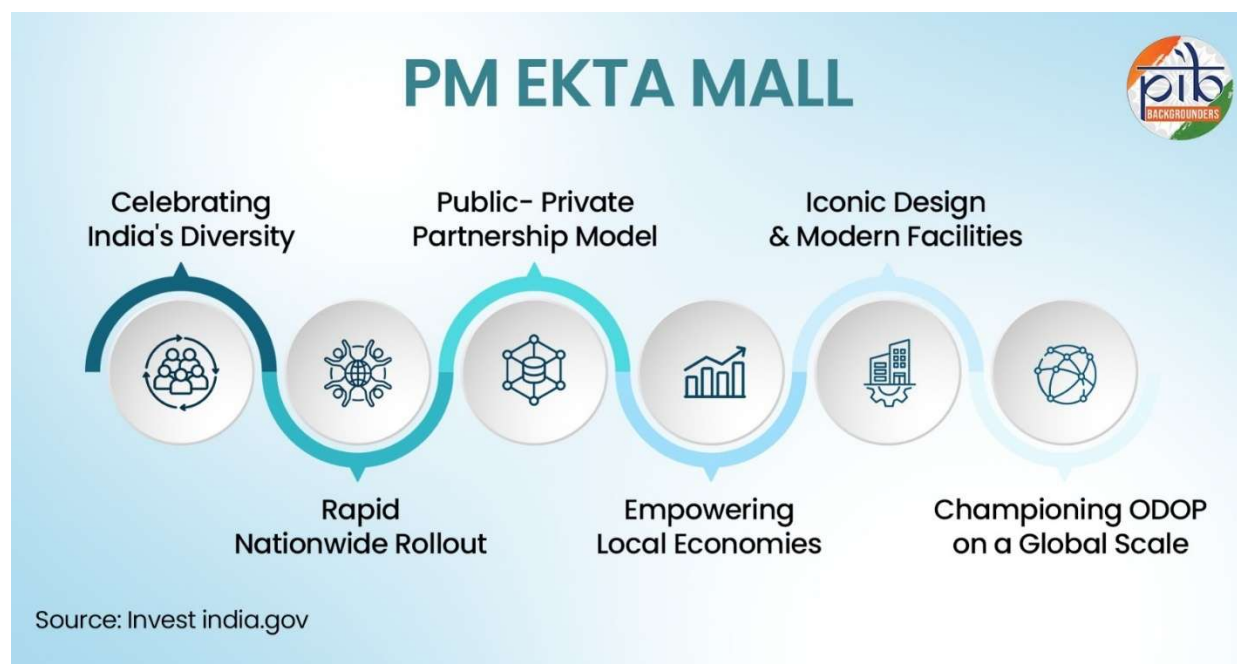 PM EKTA MALL
pib
BACKGROUNDERS
Celebrating
India's Diversity
Public- Private
Partnership Model
Iconic Design
& Modern Facilities
Rapid
Nationwide Rollout
Empowering
Local Economies
Championing ODOP
on a Global Scale
Source: Invest india.gov